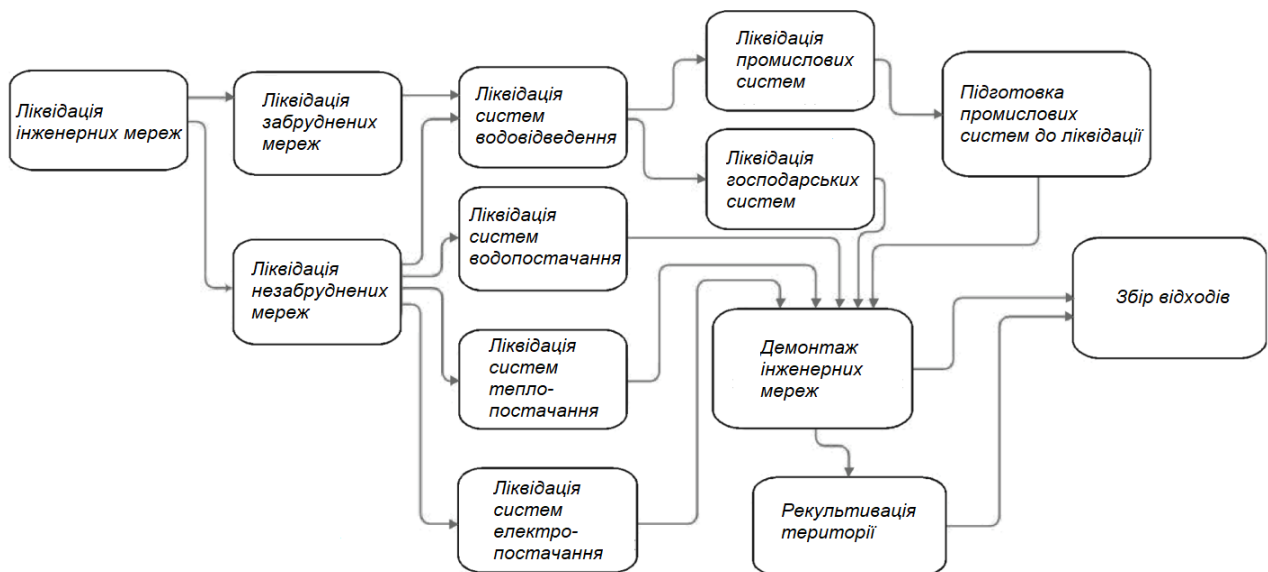 Ліквідація
інженерних мереж
Ліквідація
забруднених
мереж
Ліквідація
незабруднених
мереж
Ліквідація
систем
водовідведення
Ліквідація
систем
водопостачання
Ліквідація
систем
тепло-
постачання
Ліквідація
систем
електро-
постачання
Ліквідація
промислових
систем
Ліквідація
господарських
систем
Підготовка
промислових
систем до ліквідації
Демонтаж
інженерних
мереж
Рекультивація
території
Збір відходів